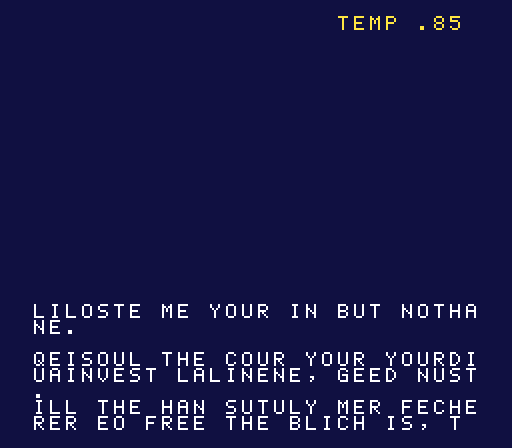 TEMP .85
LILOSTE ME YOUR IN BUT NOTHA
NE.
QEISOUL THE COUR YOUR YOURDI
UAINVEST LALINENE, GEED NUST
.
ILL THE HAN SUTULY MER FECHE
RER EO FREE THE BLICH IS, T